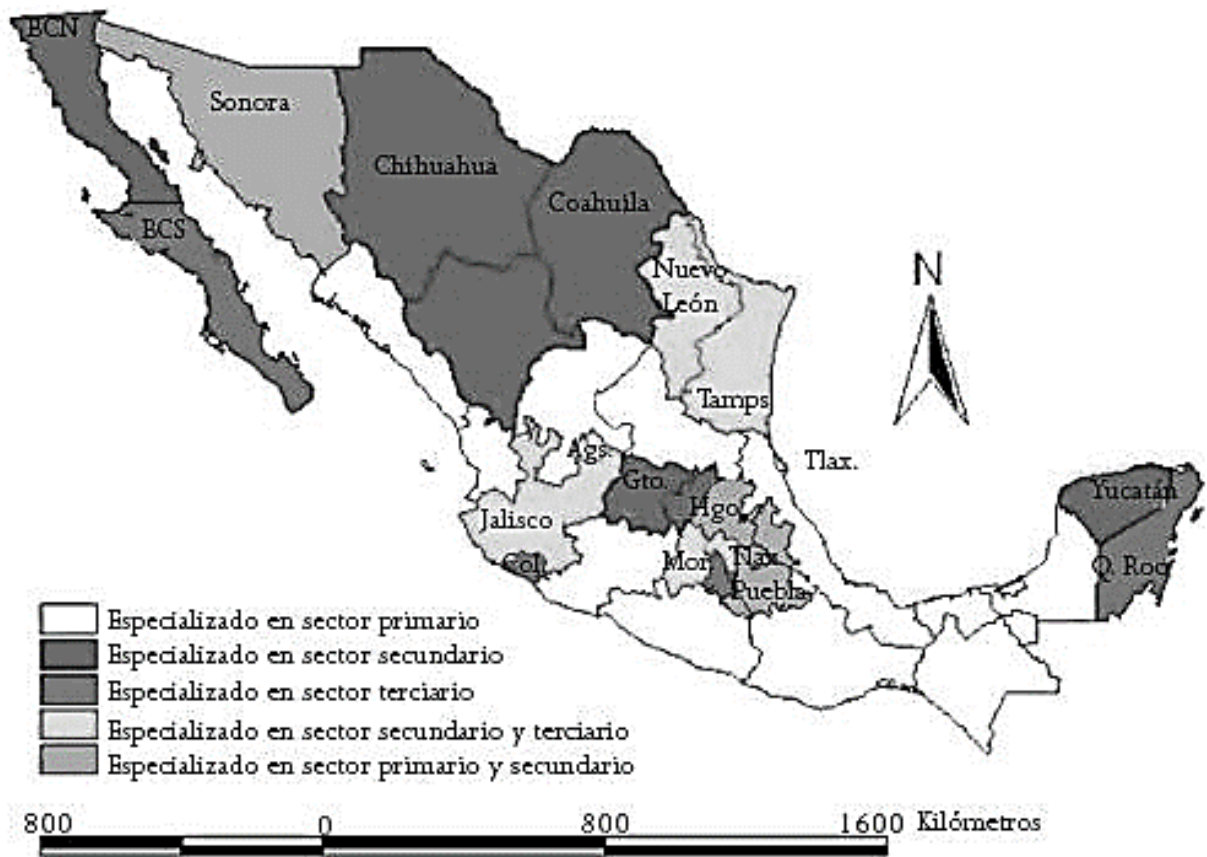 BCN
Sonora
Chihuahua
Coahuila
BCS
Nuevo
León
N
Tamps
Ags.
Tlax.
Gto.
Yucatán
Hgo.
Jalisco
Col.
Mor.
Tlax.
Q. Roo
Puebla
Especializado en sector primario
Especializado en sector secundario
Especializado en sector terciario
Especializado en sector secundario y terciario
Especializado en sector primario y secundario
800 0 800 1600 Kilómetros